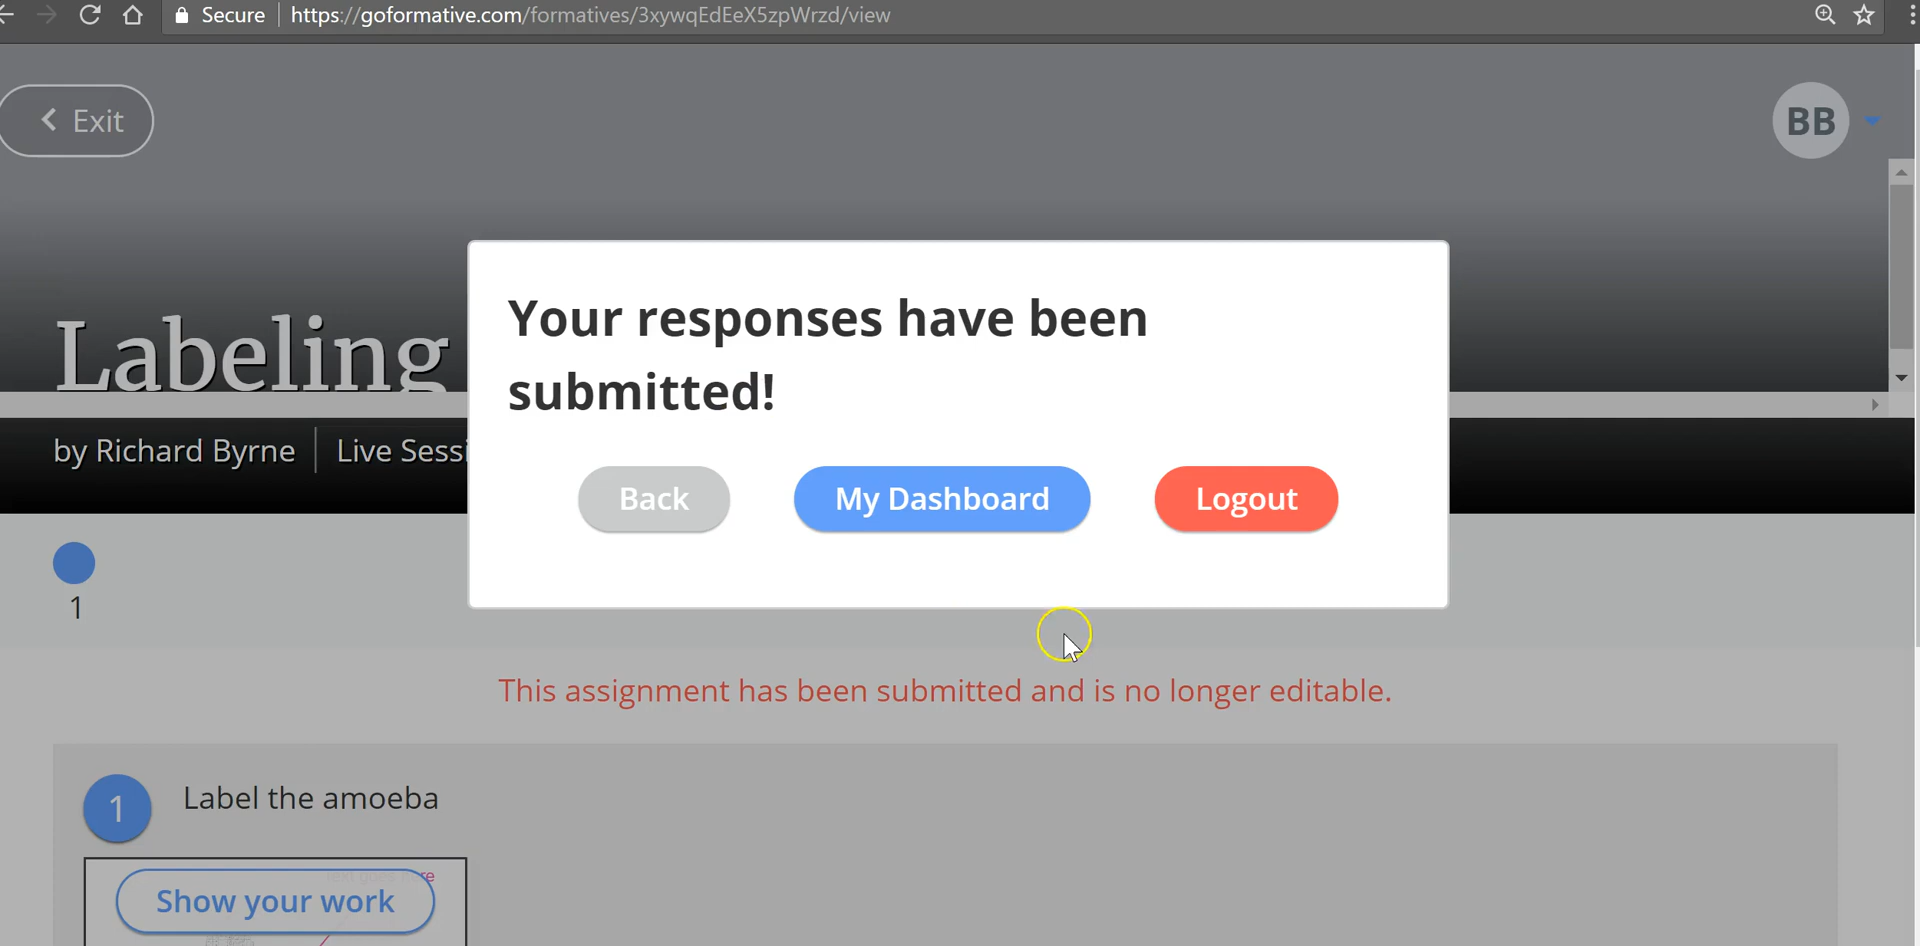 Secure https://goformative.com/formatives/3xywqEdEeX5zpWrzd/view
Exit
BB
Labeling
by Richard Byrne Live Sessi
Your responses have been
submitted!
Back My Dashboard Logout
1
This assignment has been submitted and is no longer editable.
1 Label the amoeba
Show your work